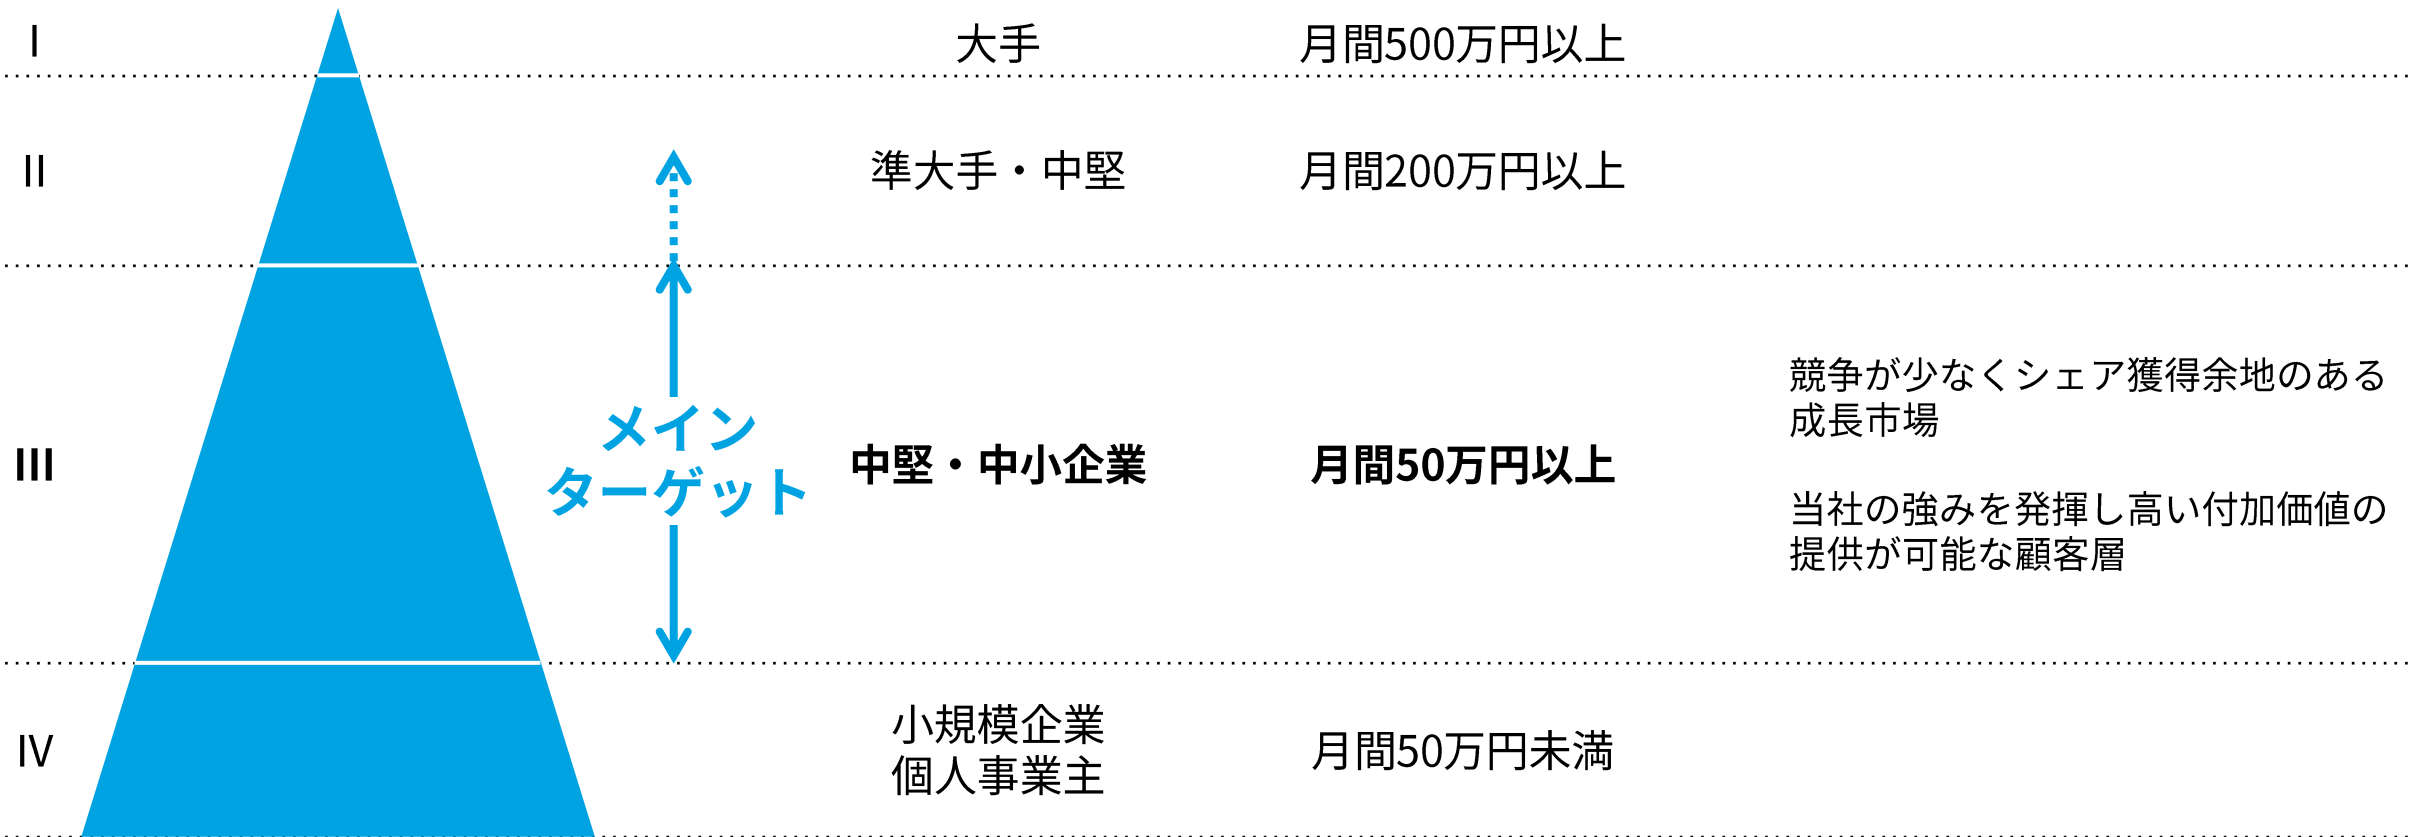 I
大手
月間500万円以上
II
準大手・中堅
月間200万円以上
III
メイン
ターゲット
中堅・中小企業
月間50万円以上
競争が少なくシェア獲得余地のある
成長市場
当社の強みを発揮し高い付加価値の
提供が可能な顧客層
IV
小規模企業
個人事業主
月間50万円未満